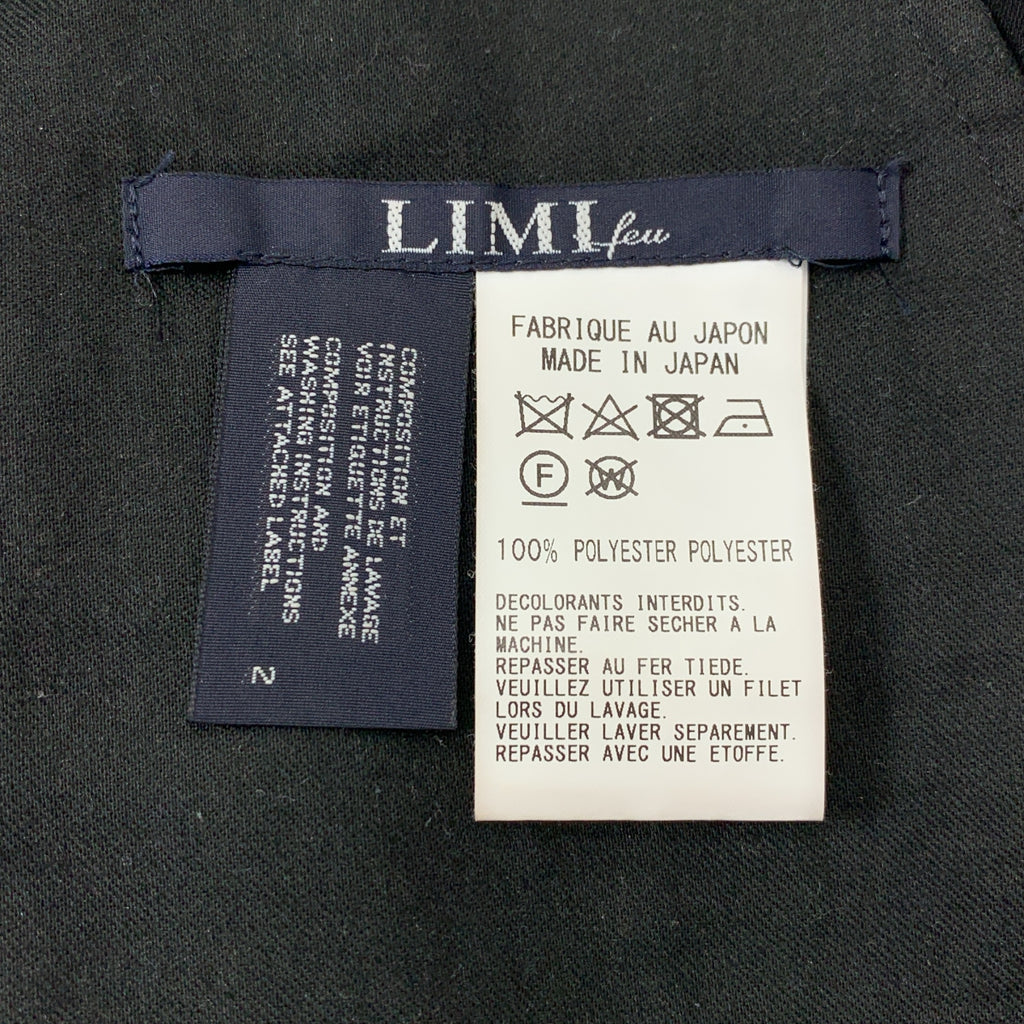 LIMI feu
COMPOSITION ET
INSTRUCTIONS DE LAVAGE
VOIR ETIQUETTE ANNEXE
COMPOSITION AND
WASHING INSTRUCTIONS
SEE ATTACHED LABEL
2
FABRIQUE AU JAPON
MADE IN JAPAN
F
W
100% POLYESTER POLYESTER
DECOLORANTS INTERDITS.
NE PAS FAIRE SECHER A LA
MACHINE.
REPASSER AU FER TIEDE.
VEUILLEZ UTILISER UN FILET
LORS DU LAVAGE.
VEUILLER LAVER SEPAREMENT.
REPASSER AVEC UNE ETOFFE.